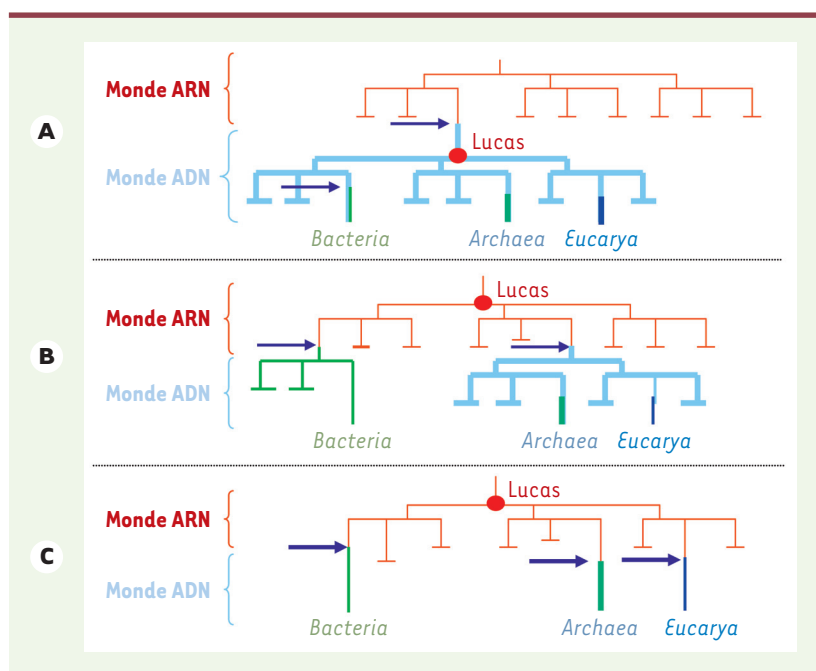 A
Monde ARN
Lucas
Monde ADN
Bacteria Archaea Eucarya
B
Lucas
Monde ARN
Monde ADN
Bacteria Archaea Eucarya
C
Lucas
Monde ARN
Monde ADN
Bacteria Archaea Eucarya